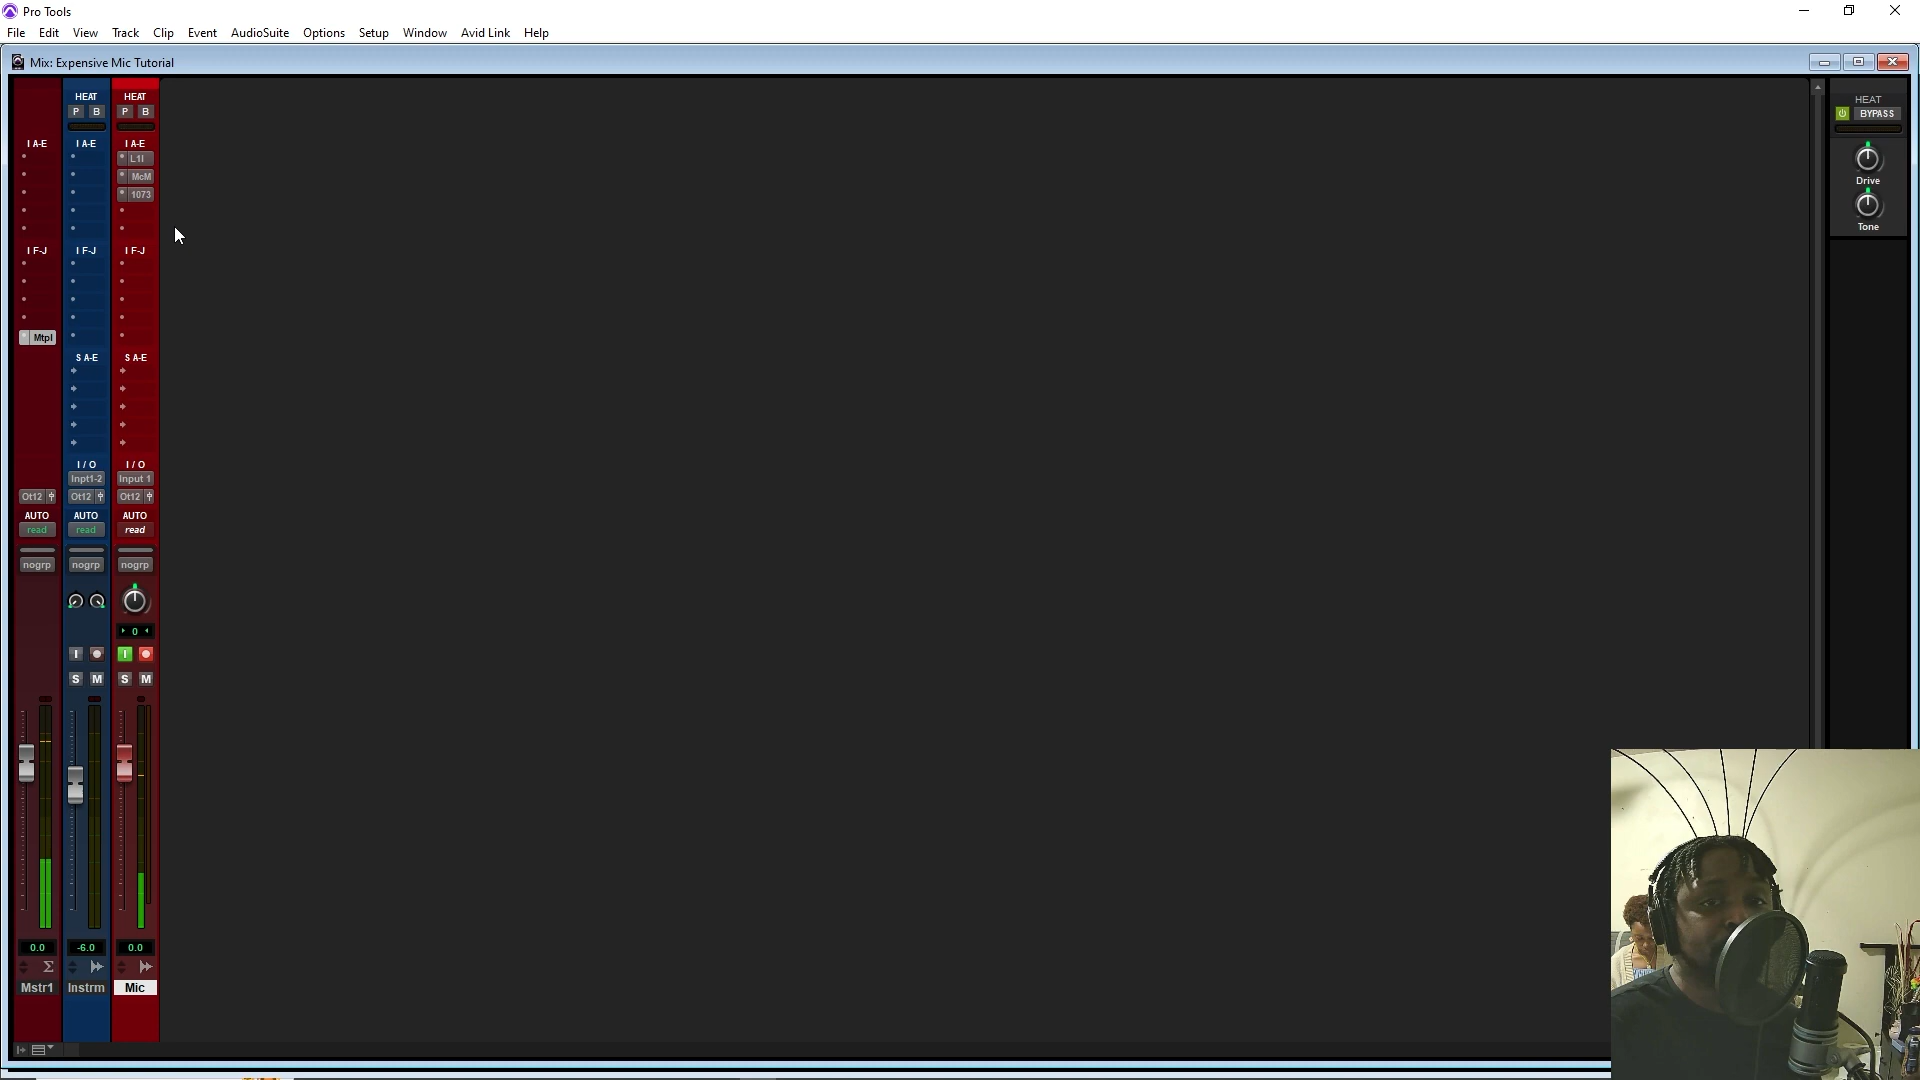 Pro Tools
File Edit View Track Clip Event AudioSuite Options Setup Window Avid Link Help
Mix: Expensive Mic Tutorial
HEAT HEAT HEAT
P B P B BYPASS
I A-E I A-E I A-E
L1l
McM
1073
Drive
Tone
I F-J I F-J I F-J
Mtpl
S A-E S A-E
I / O I / O
Inpt1-2 Input 1
Ot12 Ot12 Ot12
AUTO AUTO AUTO
read read read
nogrp nogrp nogrp
0
I I
S M S M
0.0 -6.0 0.0
Σ
Mstr1 Instrm Mic